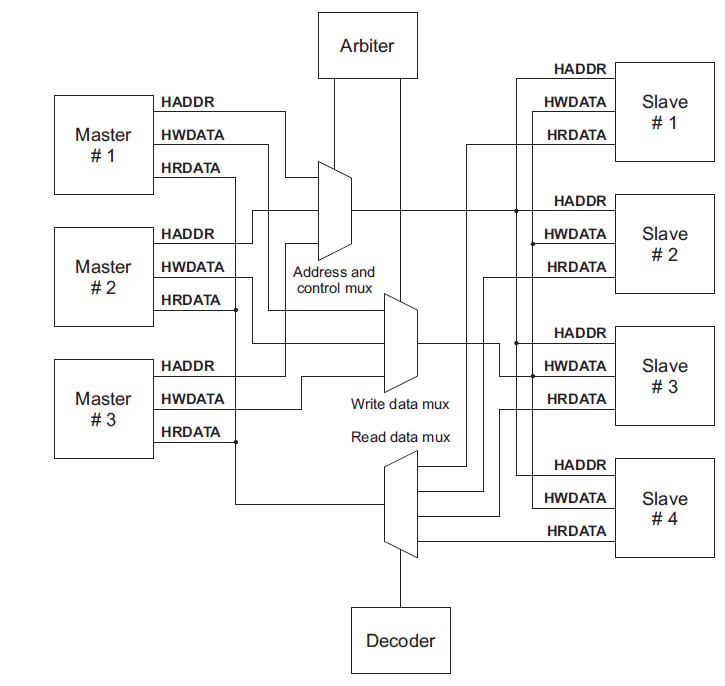 Arbiter
Master
# 1
HADDR
HWDATA
HRDATA
Master
# 2
HADDR
HWDATA
HRDATA
Master
# 3
HADDR
HWDATA
HRDATA
Address and
control mux
Write data mux
Read data mux
HADDR
HWDATA
HRDATA
Slave
# 1
HADDR
HWDATA
HRDATA
Slave
# 2
HADDR
HWDATA
HRDATA
Slave
# 3
HADDR
HWDATA
HRDATA
Slave
# 4
Decoder